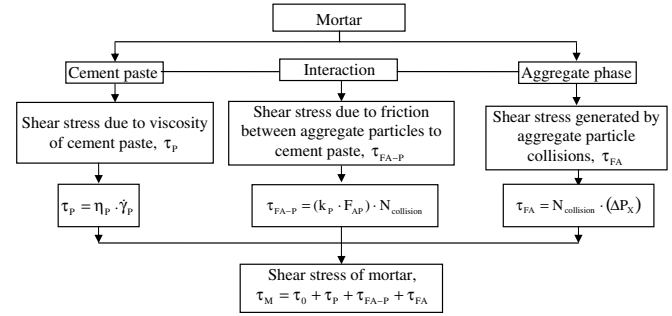 Mortar
Cement paste
Interaction
Aggregate phase
Shear stress due to viscosity
of cement paste, τ_P
Shear stress due to friction
between aggregate particles to
cement paste, τ_FA−P
Shear stress generated by
aggregate particle
collisions, τ_FA
τ_P = η_P · γ̇_P
τ_FA−P = (k_P · F_AP) · N_collision
τ_FA = N_collision · (ΔP_X)
Shear stress of mortar,
τ_M = τ_0 + τ_P + τ_FA−P + τ_FA